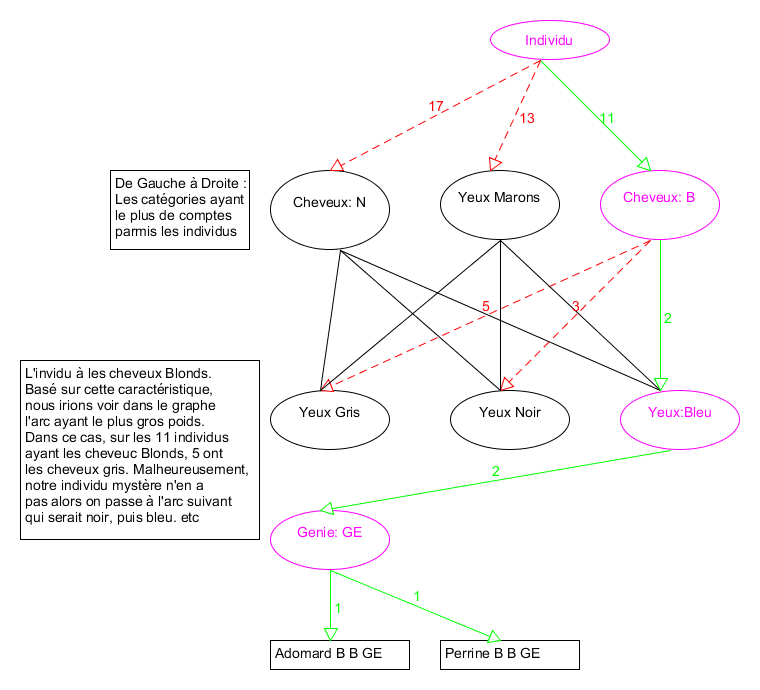 Individu
17
13
11
De Gauche à Droite :
Les catégories ayant
le plus de comptes
parmis les individus
Cheveux: N
Yeux Marons
Cheveux: B
5
3
2
L'invidu à les cheveux Blonds.
Basé sur cette caractéristique,
nous irions voir dans le graphe
l'arc ayant le plus gros poids.
Dans ce cas, sur les 11 individus
ayant les cheveuc Blonds, 5 ont
les cheveux gris. Malheureusement,
notre individu mystère n'en a
pas alors on passe à l'arc suivant
qui serait noir, puis bleu. etc
Yeux Gris
Yeux Noir
Yeux:Bleu
2
Genie: GE
1
1
Adomard B B GE
Perrine B B GE